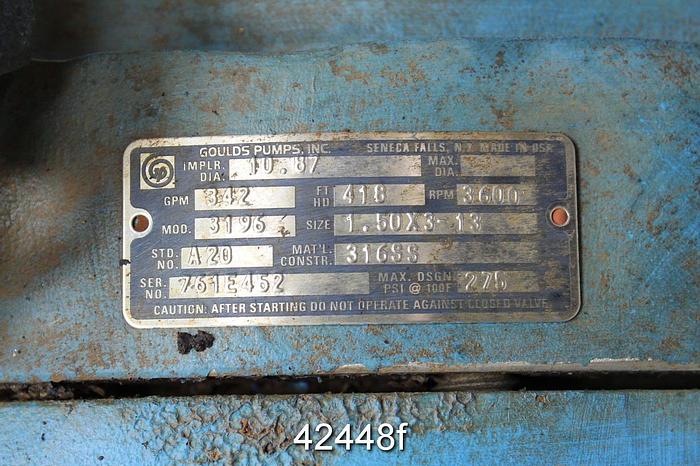 GOULDS PUMPS, INC. SENECA FALLS, N.Y. MADE IN USA
IMPLR. DIA. 10.87 MAX. DIA.
GPM 342 FT HD 418 RPM 3600
MOD. 3196 SIZE 1.50X3-13
STD. NO. A20 MAT'L. CONSTR. 316SS
SER. NO. 761E452 MAX. DSGN. PSI @ 100F 275
CAUTION: AFTER STARTING DO NOT OPERATE AGAINST CLOSED VALVE
42448f